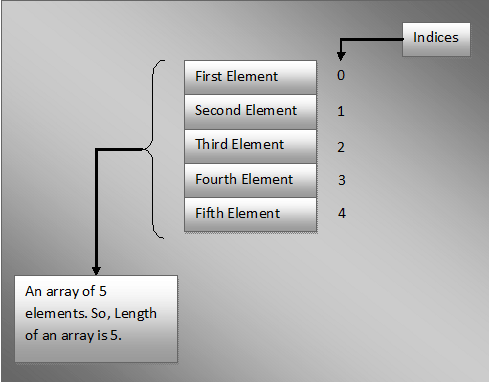 Indices
First Element 0
Second Element 1
Third Element 2
Fourth Element 3
Fifth Element 4
An array of 5
elements. So, Length
of an array is 5.